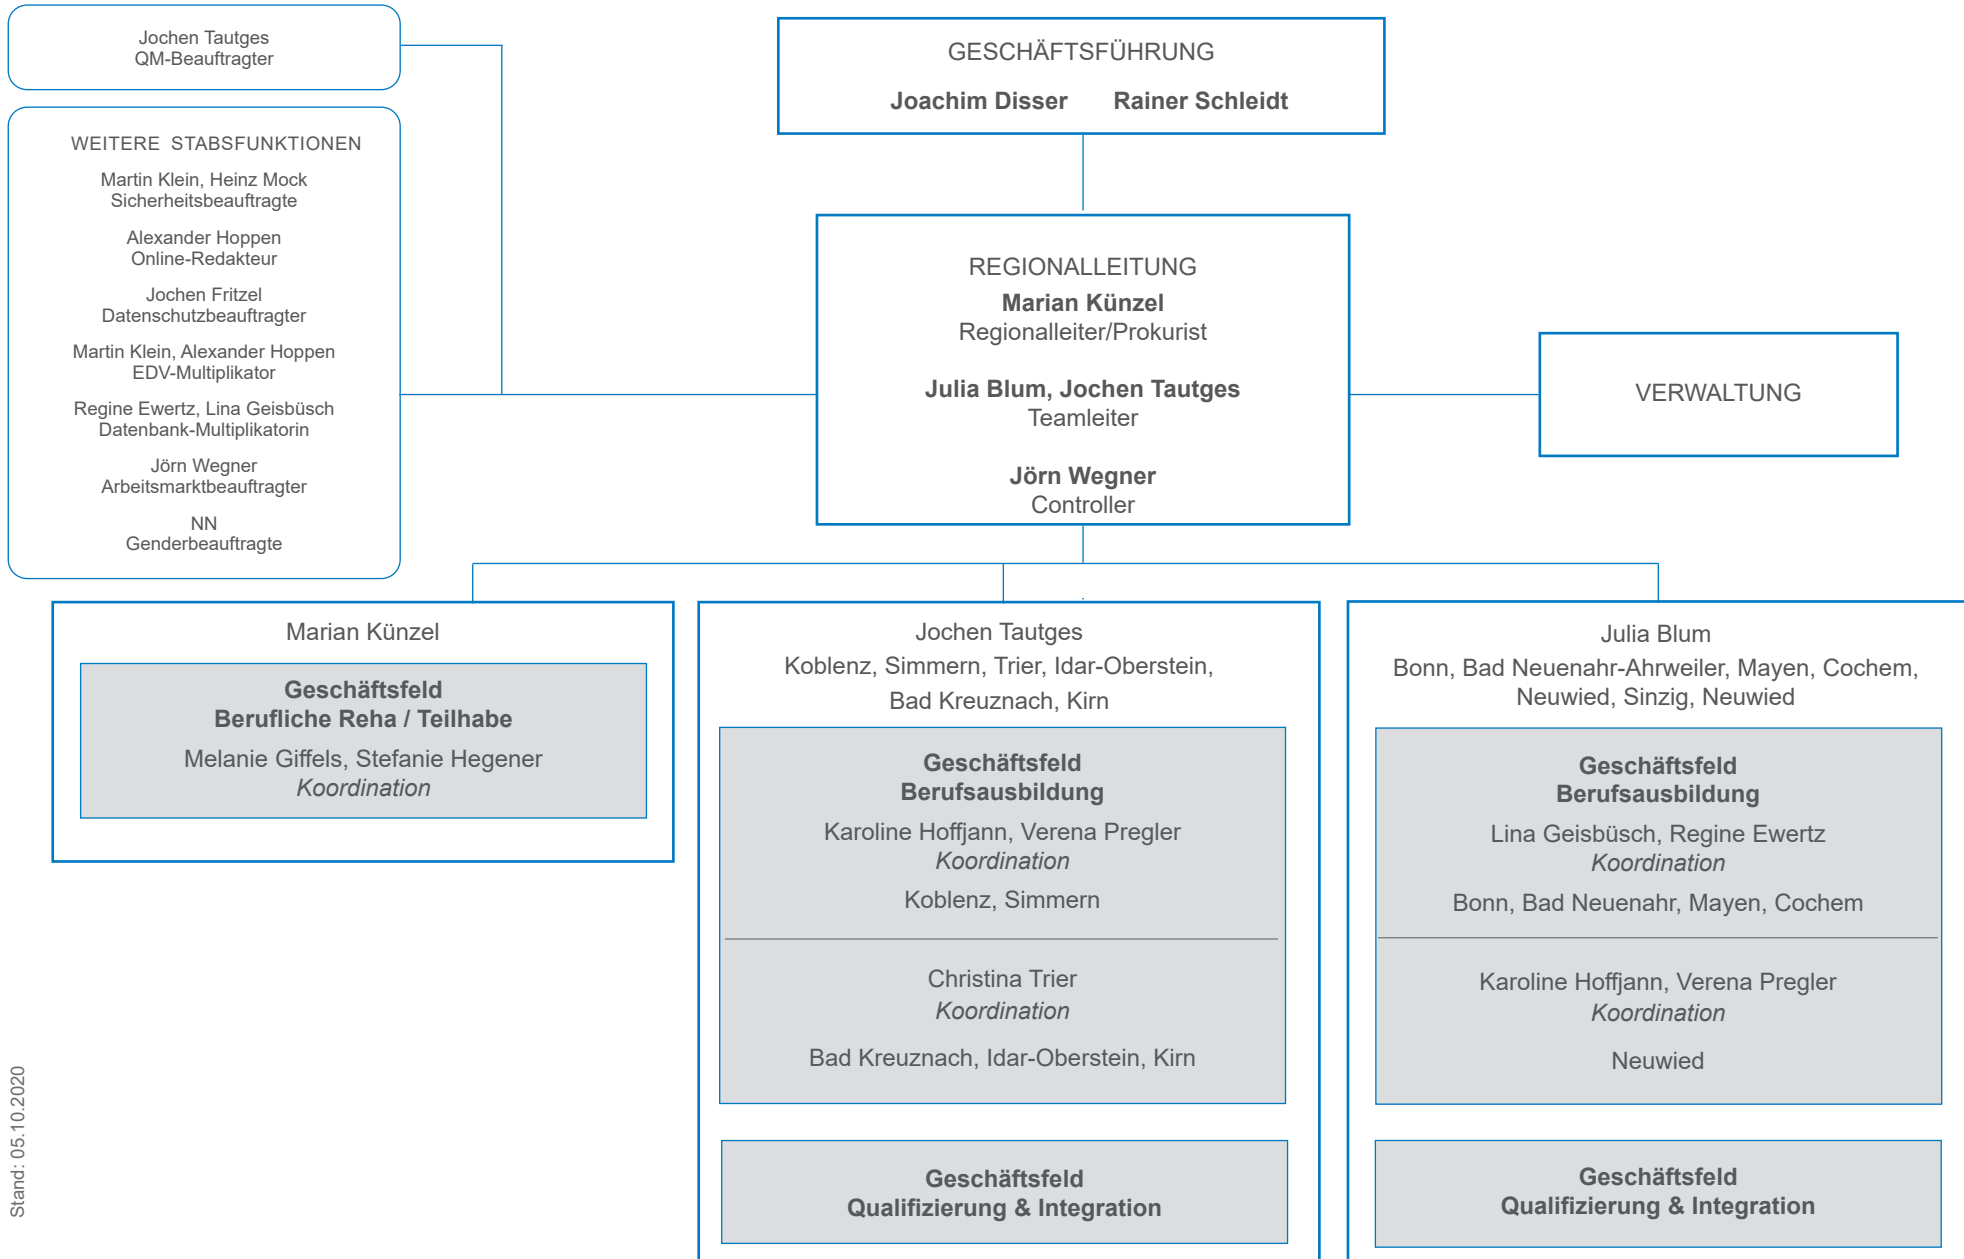 Jochen Tautges
QM-Beauftragter
WEITERE STABSFUNKTIONEN
Martin Klein, Heinz Mock
Sicherheitsbeauftragte
Alexander Hoppen
Online-Redakteur
Jochen Fritzel
Datenschutzbeauftragter
Martin Klein, Alexander Hoppen
EDV-Multiplikator
Regine Ewertz, Lina Geisbüsch
Datenbank-Multiplikatorin
Jörn Wegner
Arbeitsmarktbeauftragter
NN
Genderbeauftragte
GESCHÄFTSFÜHRUNG
Joachim Disser Rainer Schleidt
REGIONALLEITUNG
Marian Künzel
Regionalleiter/Prokurist
Julia Blum, Jochen Tautges
Teamleiter
Jörn Wegner
Controller
VERWALTUNG
Marian Künzel
Geschäftsfeld
Berufliche Reha / Teilhabe
Melanie Giffels, Stefanie Hegener
Koordination
Jochen Tautges
Koblenz, Simmern, Trier, Idar-Oberstein,
Bad Kreuznach, Kirn
Geschäftsfeld
Berufsausbildung
Karoline Hoffjann, Verena Pregler
Koordination
Koblenz, Simmern
Christina Trier
Koordination
Bad Kreuznach, Idar-Oberstein, Kirn
Geschäftsfeld
Qualifizierung & Integration
Julia Blum
Bonn, Bad Neuenahr-Ahrweiler, Mayen, Cochem,
Neuwied, Sinzig, Neuwied
Geschäftsfeld
Berufsausbildung
Lina Geisbüsch, Regine Ewertz
Koordination
Bonn, Bad Neuenahr, Mayen, Cochem
Karoline Hoffjann, Verena Pregler
Koordination
Neuwied
Geschäftsfeld
Qualifizierung & Integration
Stand: 05.10.2020